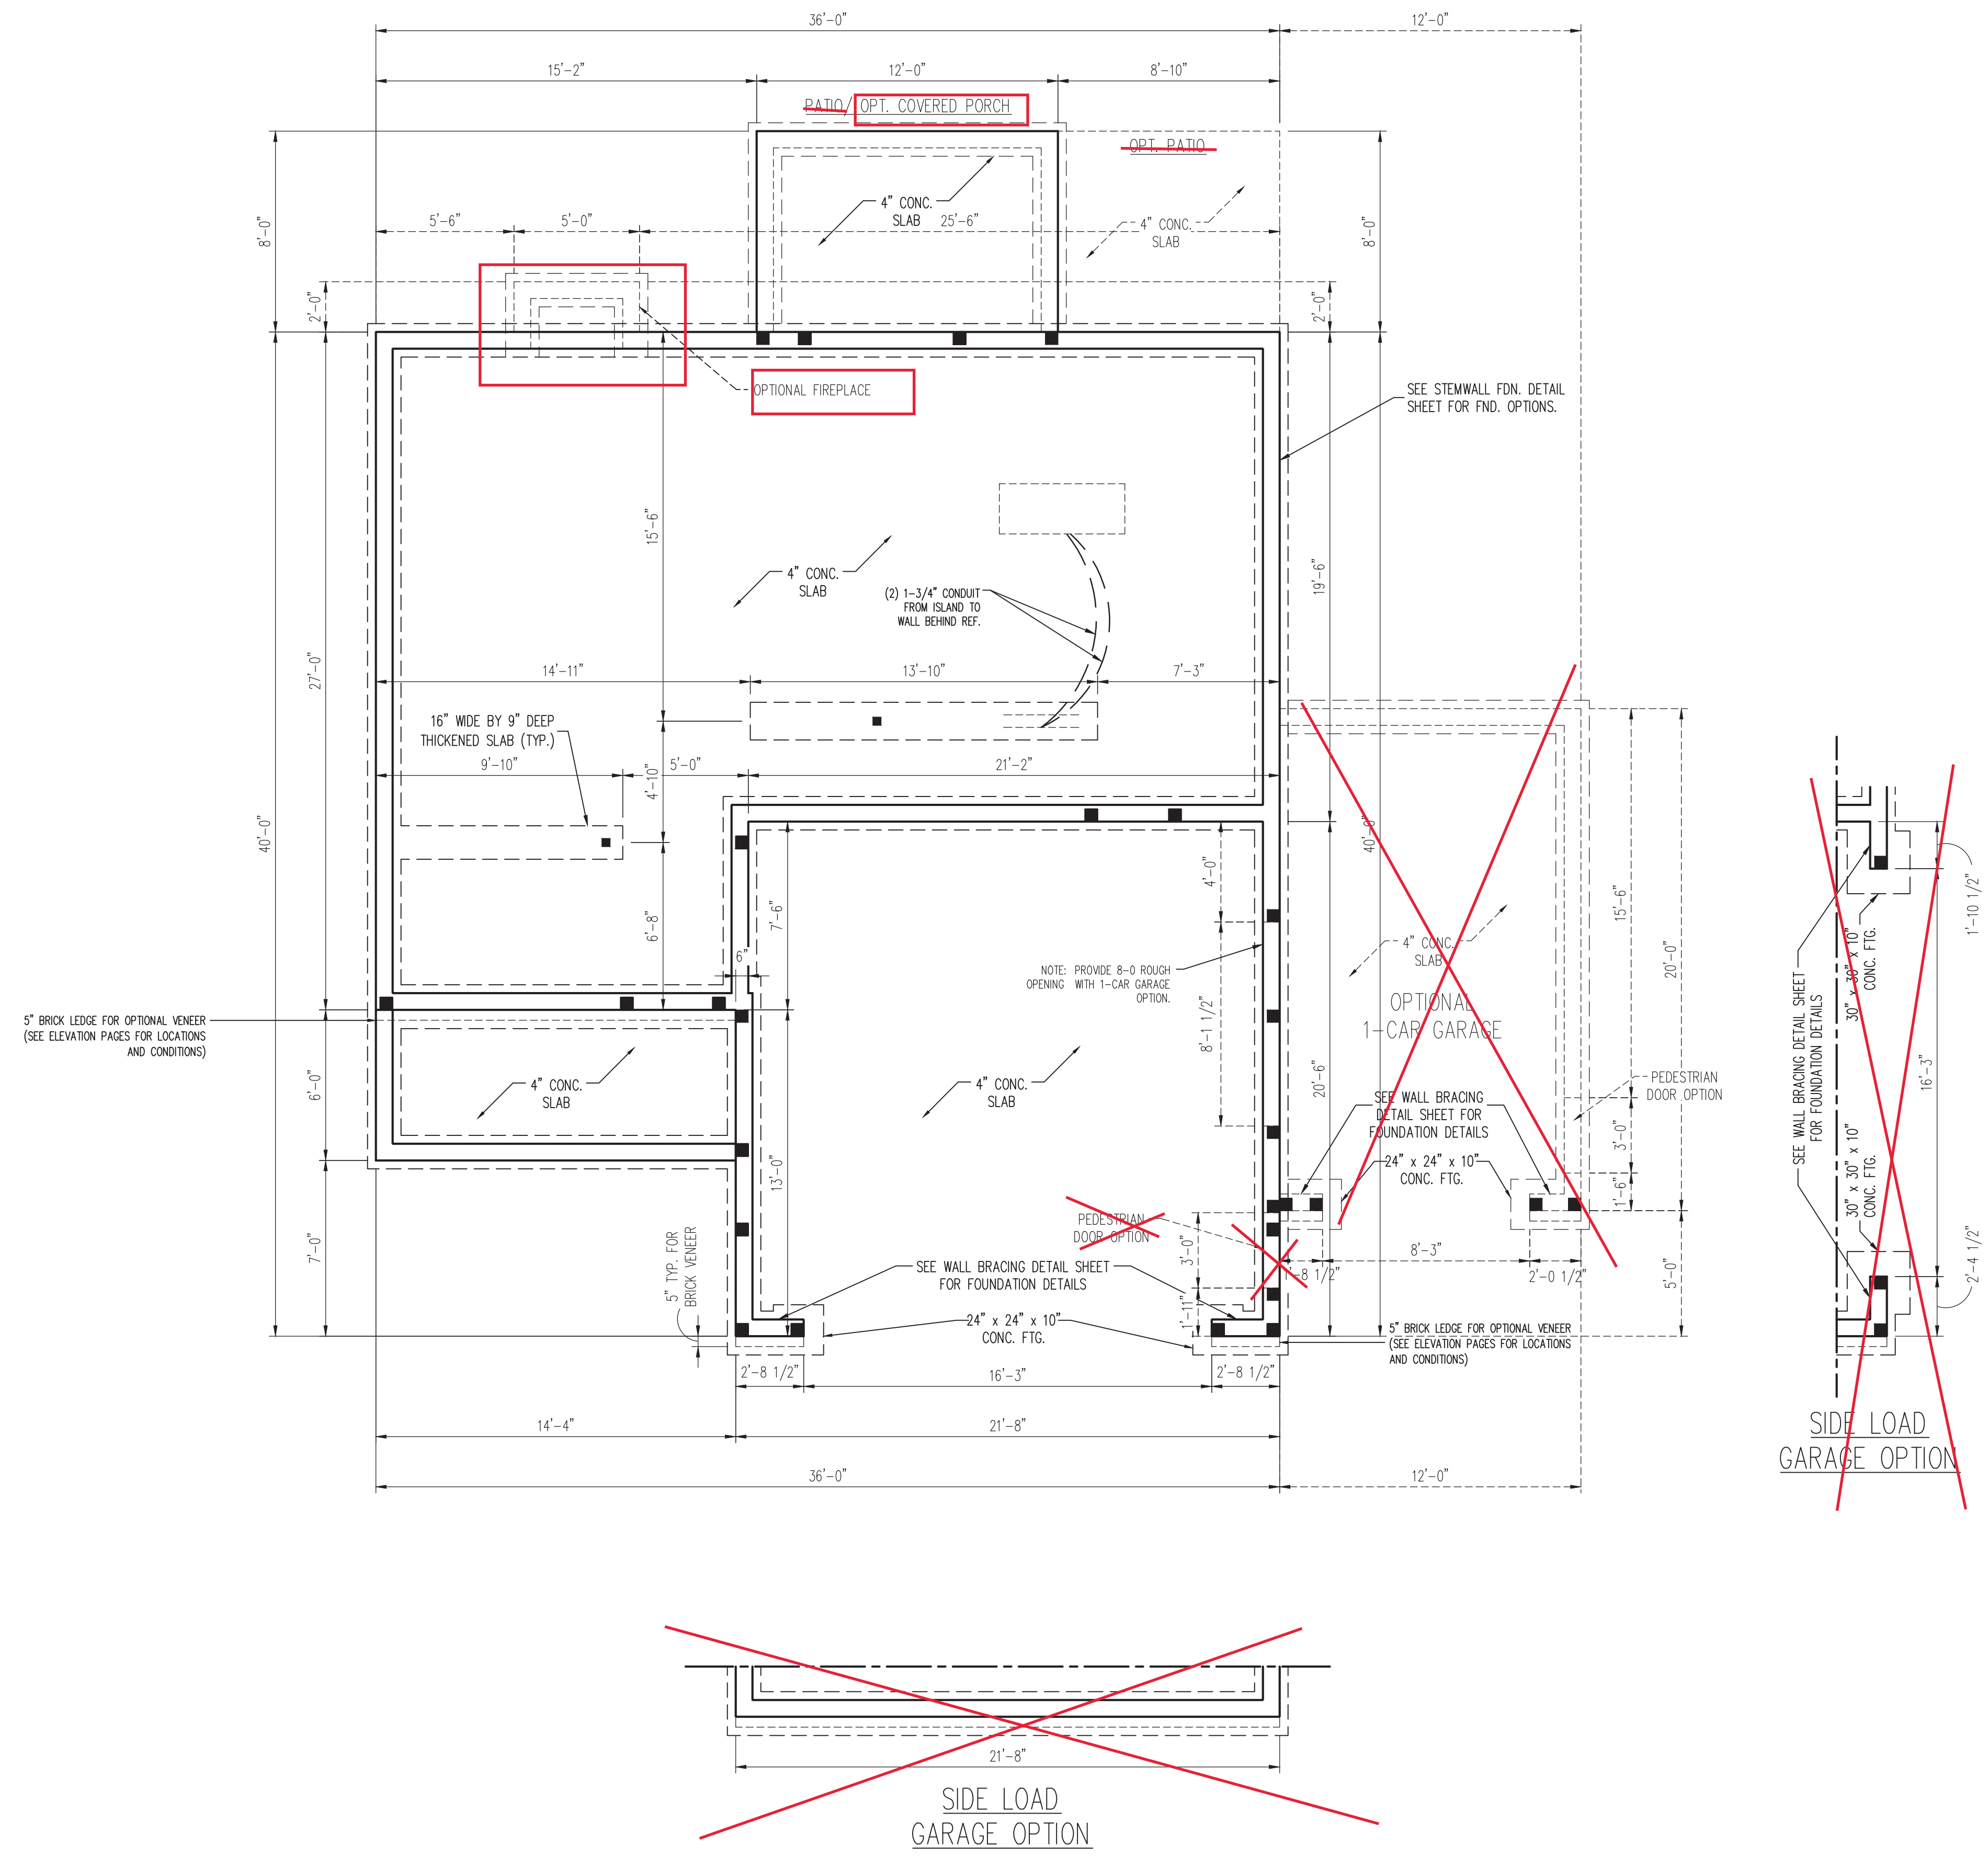 36'-0"
12'-0"
15'-2"
12'-0"
8'-10"
PATIO/ OPT. COVERED PORCH
OPT. PATIO
4" CONC.
SLAB
5'-6"
5'-0"
25'-6"
4" CONC.
SLAB
8'-0"
8'-0"
2'-0"
2'-0"
OPTIONAL FIREPLACE
SEE STEMWALL FDN. DETAIL
SHEET FOR FND. OPTIONS.
15'-6"
4" CONC.
SLAB
19'-6"
(2) 1-3/4" CONDUIT
FROM ISLAND TO
WALL BEHIND REF.
27'-0"
14'-11"
13'-10"
7'-3"
16" WIDE BY 9" DEEP
THICKENED SLAB (TYP.)
9'-10"
5'-0"
21'-2"
4'-10"
40'-0"
40'-0"
4'-0"
7'-6"
6'-8"
6"
15'-6"
20'-0"
4" CONC.
SLAB
NOTE: PROVIDE 8-0 ROUGH
OPENING WITH 1-CAR GARAGE
OPTION.
OPTIONAL
1-CAR GARAGE
8'-1 1/2"
5" BRICK LEDGE FOR OPTIONAL VENEER
(SEE ELEVATION PAGES FOR LOCATIONS
AND CONDITIONS)
4" CONC.
SLAB
4" CONC.
SLAB
6'-0"
20'-6"
PEDESTRIAN
DOOR OPTION
SEE WALL BRACING
DETAIL SHEET FOR
FOUNDATION DETAILS
3'-0"
24" x 24" x 10"
CONC. FTG.
1'-6"
13'-0"
PEDESTRIAN
DOOR OPTION
3'-0"
7'-0"
5" TYP. FOR
BRICK VENEER
SEE WALL BRACING DETAIL SHEET
FOR FOUNDATION DETAILS
8'-3"
'-8 1/2"
2'-0 1/2"
5'-0"
1'-11"
24" x 24" x 10"
CONC. FTG.
5" BRICK LEDGE FOR OPTIONAL VENEER
(SEE ELEVATION PAGES FOR LOCATIONS
AND CONDITIONS)
2'-8 1/2"
16'-3"
2'-8 1/2"
14'-4"
21'-8"
36'-0"
12'-0"
1'-10 1/2"
30" x 30" x 10"
CONC. FTG.
SEE WALL BRACING DETAIL SHEET
FOR FOUNDATION DETAILS
16'-3"
30" x 30" x 10"
CONC. FTG.
2'-4 1/2"
SIDE LOAD
GARAGE OPTION
21'-8"
SIDE LOAD
GARAGE OPTION